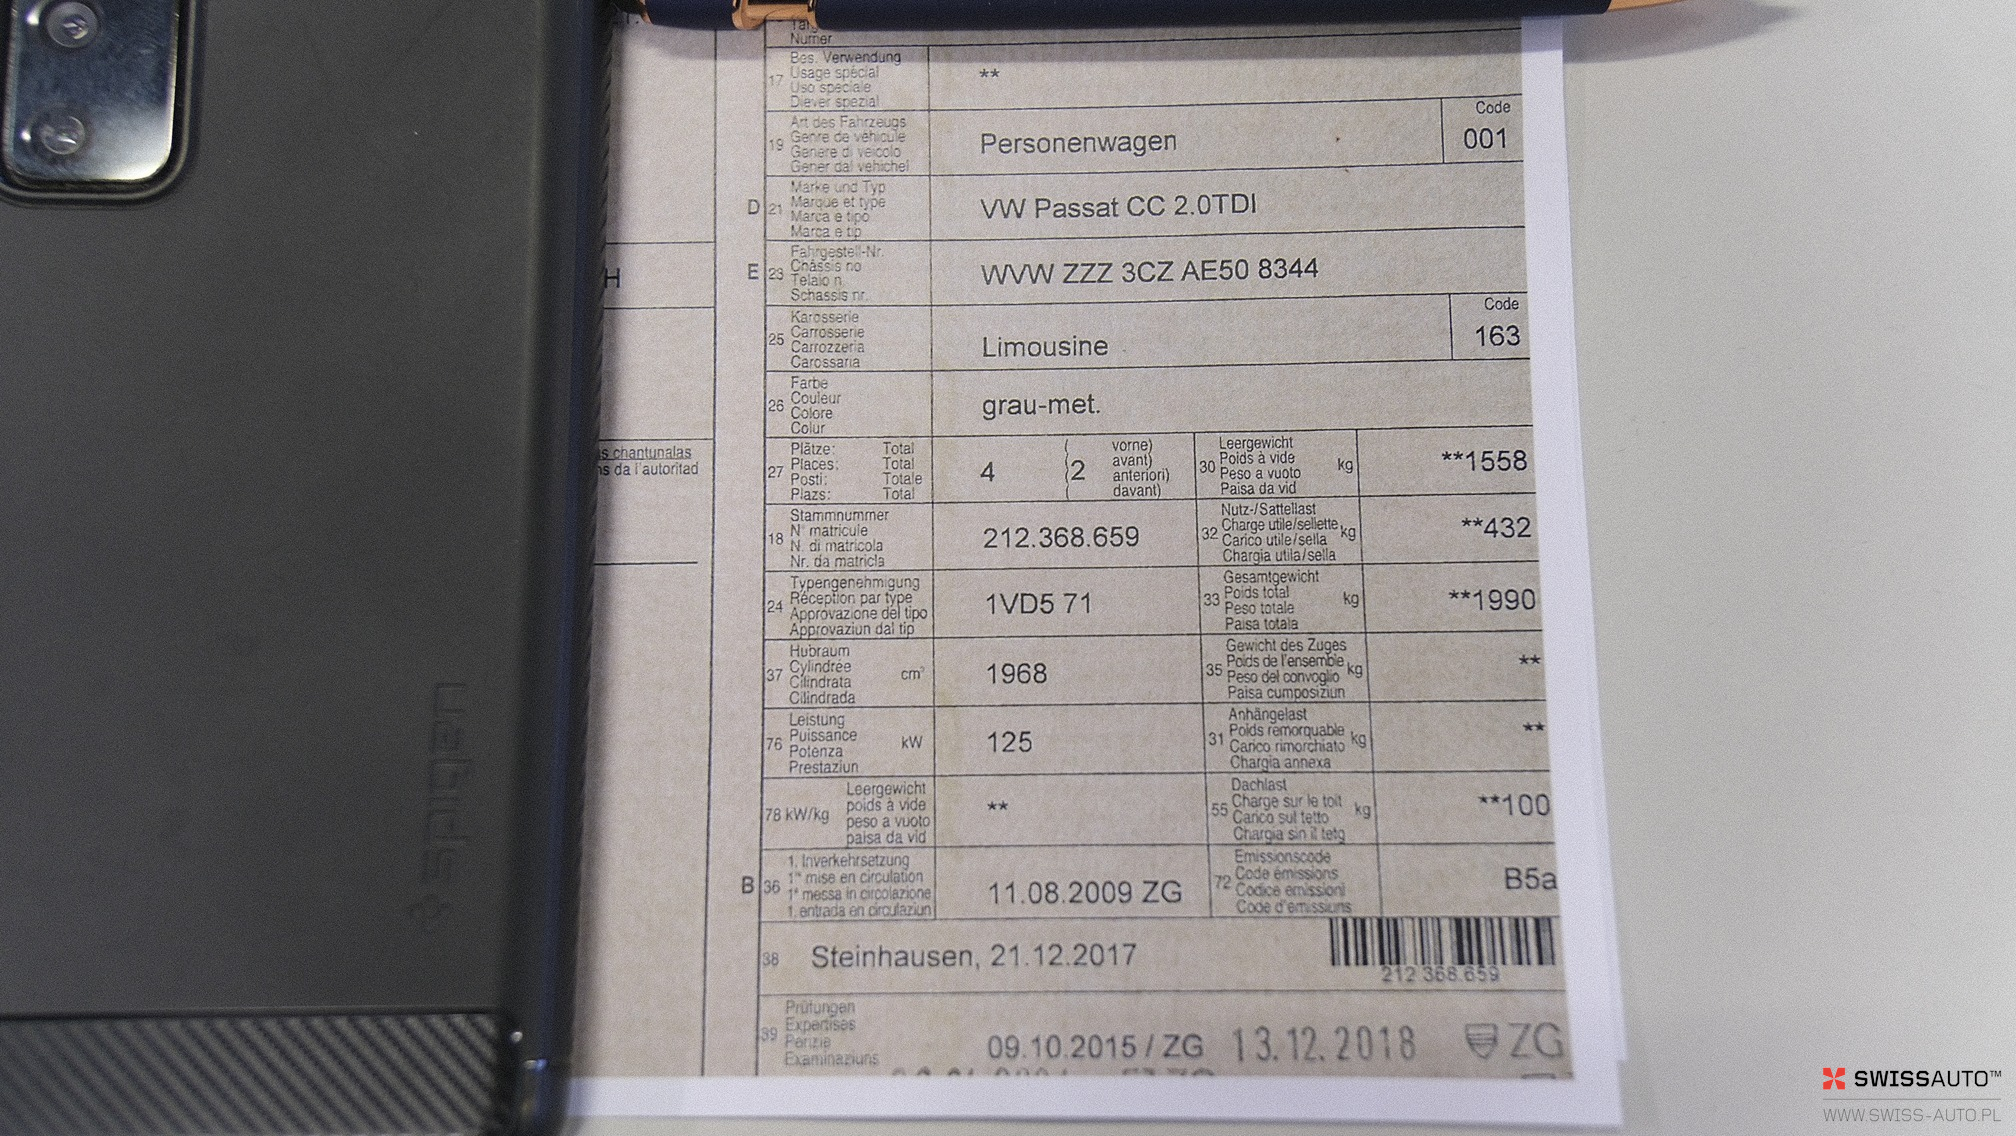 Numer
17 Bes. Verwendung
Usage spécial
Uso speciale
Diever spezial
**
19 Art des Fahrzeugs
Genre de véhicule
Genere di veicolo
Gener dal vehichel
Personenwagen
Code
001
D 21 Marke und Typ
Marque et type
Marca e tipo
Marca e tip
VW Passat CC 2.0TDI
E 23 Fahrgestell-Nr.
Châssis no
Telaio n.
Schassis nr.
WVW ZZZ 3CZ AE50 8344
H
25 Karosserie
Carrosserie
Carrozzeria
Carossaria
Limousine
Code
163
26 Farbe
Couleur
Colore
Colur
grau-met.
s chantunalas
ns da l'autoritad
27 Plätze: Total
Places: Total
Posti: Totale
Plazs: Total
4 (2 vorne)
avant)
anteriori)
davant)
30 Leergewicht
Poids à vide
Peso a vuoto
Paisa da vid
kg **1558
18 Stammnummer
N° matricule
N. di matricola
Nr. da matricla
212.368.659
32 Nutz-/Sattellast
Charge utile/sellette
Carico utile/sella
Chargia utila/sella
kg **432
24 Typengenehmigung
Réception par type
Approvazione del tipo
Approvaziun dal tip
1VD5 71
33 Gesamtgewicht
Poids total
Peso totale
Paisa totala
kg **1990
37 Hubraum
Cylindrée
Cilindrata
Cilindrada
cm³ 1968
35 Gewicht des Zuges
Poids de l'ensemble
Peso del convoglio
Paisa cumposiziun
kg **
76 Leistung
Puissance
Potenza
Prestaziun
kW 125
31 Anhängelast
Poids remorquable
Carico rimorchiato
Chargia annexa
kg **
78 kW/kg Leergewicht
poids à vide
peso a vuoto
paisa da vid
**
55 Dachlast
Charge sur le toit
Carico sul tetto
Chargia sin il tetg
kg **100
B 36 1. Inverkehrsetzung
1re mise en circulation
1a messa in circolazione
1. entrada en circulaziun
11.08.2009 ZG
72 Emissionscode
Code émissions
Codice emissioni
Code d'emissiuns
B5a
38 Steinhausen, 21.12.2017
212 368 659
39 Prüfungen
Expertises
Perizie
Examinaziuns
09.10.2015 / ZG 13.12.2018 ZG
spigen
SWISSAUTO™
WWW.SWISS-AUTO.PL